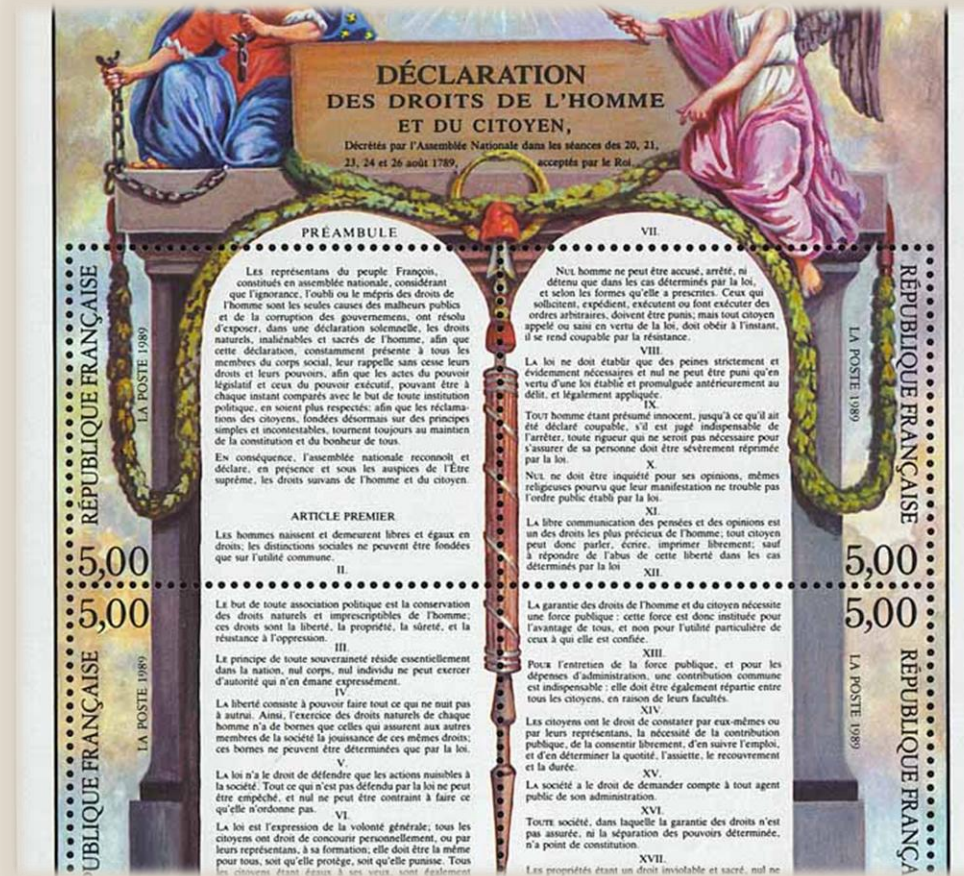 DÉCLARATION
DES DROITS DE L'HOMME
ET DU CITOYEN,
Décrétés par l'Assemblée Nationale dans les séances des 20, 21,
23, 24 et 26 août 1789, acceptés par le Roi.
PRÉAMBULE
LES représentans du peuple François,
constitués en assemblée nationale, considérant
que l'ignorance, l'oubli ou le mépris des droits de
l'homme sont les seules causes des malheurs publics
et de la corruption des gouvernemens, ont résolu
d'exposer, dans une déclaration solemnelle, les droits
naturels, inaliénables et sacrés de l'homme, afin que
cette déclaration, constamment présente à tous les
membres du corps social, leur rappelle sans cesse leurs
droits et leurs pouvoirs, afin que les actes du pouvoir
législatif et ceux du pouvoir exécutif, pouvant être à
chaque instant comparés avec le but de toute institution
politique, en soient plus respectés; afin que les réclama-
tions des citoyens, fondées désormais sur des principes
simples et incontestables, tournent toujours au maintien
de la constitution et du bonheur de tous.
EN conséquence, l'assemblée nationale reconnoît et
déclare, en présence et sous les auspices de l'Être
suprême, les droits suivans de l'homme et du citoyen.
ARTICLE PREMIER
Les hommes naissent et demeurent libres et égaux en
droits; les distinctions sociales ne peuvent être fondées
que sur l'utilité commune.
II.
LE but de toute association politique est la conservation
des droits naturels et imprescriptibles de l'homme;
ces droits sont la liberté, la propriété, la sûreté, et la
résistance à l'oppression.
III.
LE principe de toute souveraineté réside essentiellement
dans la nation, nul corps, nul individu ne peut exercer
d'autorité qui n'en émane expressément.
IV
LA liberté consiste à pouvoir faire tout ce qui ne nuit pas
à autrui. Ainsi, l'exercice des droits naturels de chaque
homme n'a de bornes que celles qui assurent aux autres
membres de la société la jouissance de ces mêmes droits;
ces bornes ne peuvent être déterminées que par la loi.
V.
LA loi n'a le droit de défendre que les actions nuisibles à
la société. Tout ce qui n'est pas défendu par la loi ne peut
être empêché, et nul ne peut être contraint à faire ce
qu'elle n'ordonne pas.
VI.
LA loi est l'expression de la volonté générale; tous les
citoyens ont droit de concourir personnellement, ou par
leurs représentans, à sa formation; elle doit être la même
pour tous, soit qu'elle protège, soit qu'elle punisse. Tous
les citoyens étant égaux à ses yeux, sont également
VII.
NUL homme ne peut être accusé, arrêté, ni
détenu que dans les cas déterminés par la loi,
et selon les formes qu'elle a prescrites. Ceux qui
sollicitent, expédient, exécutent ou font exécuter des
ordres arbitraires, doivent être punis; mais tout citoyen
appelé ou saisi en vertu de la loi, doit obéir à l'instant,
il se rend coupable par la résistance.
VIII.
LA loi ne doit établir que des peines strictement et
évidemment nécessaires et nul ne peut être puni qu'en
vertu d'une loi établie et promulguée antérieurement au
délit, et légalement appliquée.
IX.
TOUT homme étant présumé innocent, jusqu'à ce qu'il ait
été déclaré coupable, s'il est jugé indispensable de
l'arrêter, toute rigueur qui ne seroit pas nécessaire pour
s'assurer de sa personne doit être sévèrement réprimée
par la loi.
X.
NUL ne doit être inquiété pour ses opinions, mêmes
religieuses pourvu que leur manifestation ne trouble pas
l'ordre public établi par la loi.
XI.
LA libre communication des pensées et des opinions est
un des droits les plus précieux de l'homme; tout citoyen
peut donc parler, écrire, imprimer librement; sauf
à répondre de l'abus de cette liberté dans les cas
déterminés par la loi
XII.
LA garantie des droits de l'homme et du citoyen nécessite
une force publique : cette force est donc instituée pour
l'avantage de tous, et non pour l'utilité particulière de
ceux à qui elle est confiée.
XIII.
POUR l'entretien de la force publique, et pour les
dépenses d'administration, une contribution commune
est indispensable : elle doit être également répartie entre
tous les citoyens, en raison de leurs facultés.
XIV.
LES citoyens ont le droit de constater par eux-mêmes ou
par leurs représentans, la nécessité de la contribution
publique, de la consentir librement, d'en suivre l'emploi,
et d'en déterminer la quotité, l'assiette, le recouvrement
et la durée.
XV.
LA société a le droit de demander compte à tout agent
public de son administration.
XVI.
TOUTE société, dans laquelle la garantie des droits n'est
pas assurée, ni la séparation des pouvoirs déterminée,
n'a point de constitution.
XVII.
Les propriétés étant un droit inviolable et sacré, nul ne
RÉPUBLIQUE FRANÇAISE
LA POSTE 1989
5,00
5,00
LA POSTE 1989
UBLIQUE FRANÇAISE
RÉPUBLIQUE FRANÇAISE
LA POSTE 1989
5,00
5,00
LA POSTE 1989
RÉPUBLIQUE FRANÇA